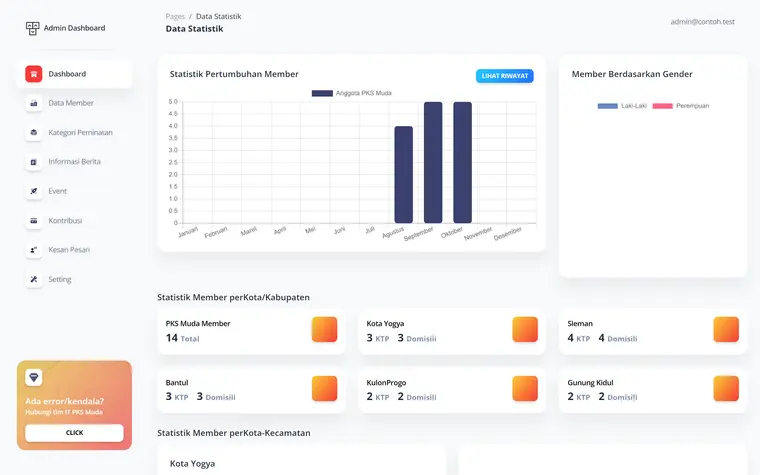 Admin Dashboard
Dashboard
Data Member
Kategori Peminatan
Informasi Berita
Event
Kontribusi
Kesan Pesan
Setting
Ada error/kendala?
Hubungi tim IT PKS Muda
CLICK
Pages / Data Statistik
Data Statistik
admin@contoh.test
Statistik Pertumbuhan Member
LIHAT RIWAYAT
Anggota PKS Muda
5.0
4.5
4.0
3.5
3.0
2.5
2.0
1.5
1.0
0.5
0
Januari
Februari
Maret
April
Mei
Juni
Juli
Agustus
September
Oktober
November
Desember
Member Berdasarkan Gender
Laki-Laki
Perempuan
Statistik Member perKota/Kabupaten
PKS Muda Member
14 Total
Kota Yogya
3 KTP 3 Domisili
Sleman
4 KTP 4 Domisili
Bantul
3 KTP 3 Domisili
KulonProgo
2 KTP 2 Domisili
Gunung Kidul
2 KTP 2 Domisili
Statistik Member perKota-Kecamatan
Kota Yogya